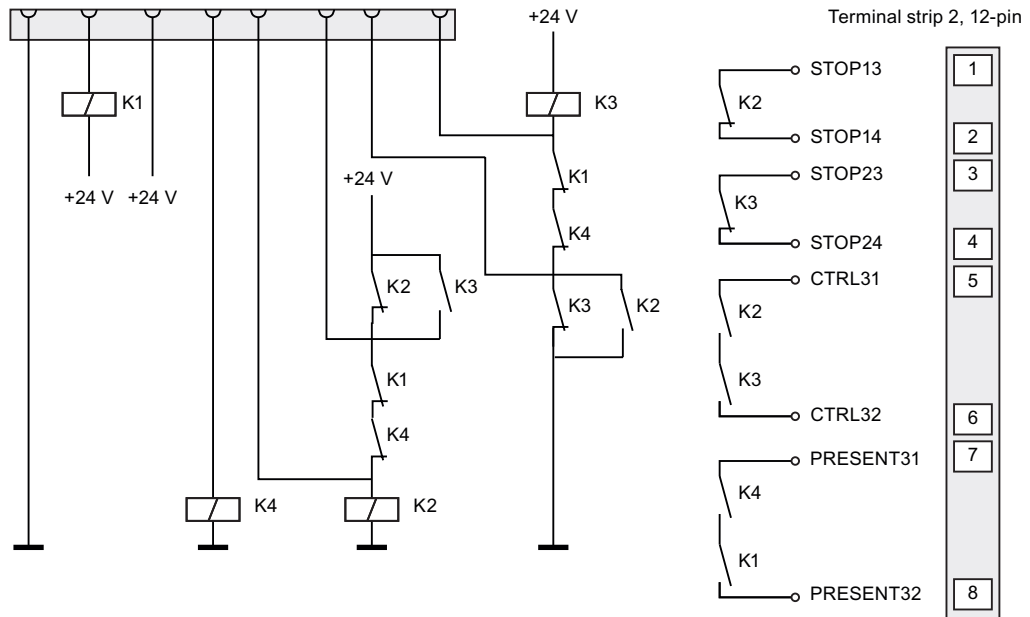 +24 V
Terminal strip 2, 12-pin
K1
K3
+24 V +24 V
+24 V
K1
K4
K2
K3
K3
K2
K1
K4
K4
K2
STOP13
1
K2
STOP14
2
STOP23
3
K3
STOP24
4
CTRL31
5
K2
K3
CTRL32
6
PRESENT31
7
K4
K1
PRESENT32
8